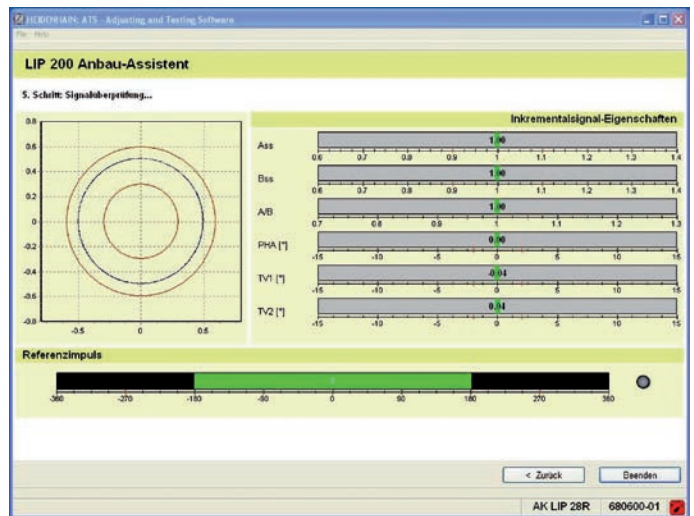 HEIDENHAIN: ATS - Adjusting and Testing Software
File Help
LIP 200 Anbau-Assistent
5. Schritt: Signalüberprüfung...
Inkrementalsignal-Eigenschaften
0.8
0.6
0.4
0.2
0
-0.2
-0.4
-0.6
-0.8
-0.5 0 0.5
Ass 1.00
0.6 0.7 0.8 0.9 1 1.1 1.2 1.3 1.4
Bss 1.00
0.6 0.7 0.8 0.9 1 1.1 1.2 1.3 1.4
A/B 1.00
0.7 0.8 0.9 1 1.1 1.2 1.3
PHA [°] 0.00
-15 -10 -5 0 5 10 15
TV1 [°] -0.04
-15 -10 -5 0 5 10 15
TV2 [°] 0.04
-15 -10 -5 0 5 10 15
Referenzimpuls
-360 -270 -180 -90 0 90 180 270 360
< Zurück Beenden
AK LIP 28R 680600-01